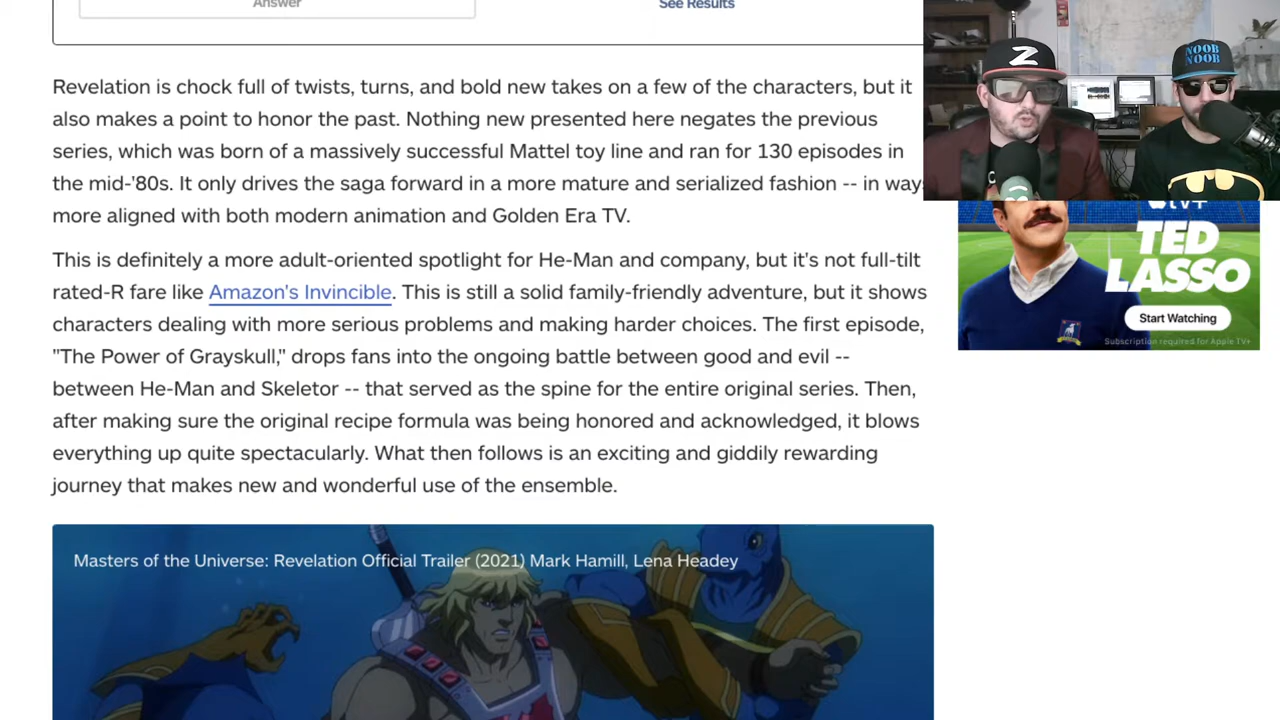 Answer
See Results
Revelation is chock full of twists, turns, and bold new takes on a few of the characters, but it
also makes a point to honor the past. Nothing new presented here negates the previous
series, which was born of a massively successful Mattel toy line and ran for 130 episodes in
the mid-'80s. It only drives the saga forward in a more mature and serialized fashion -- in ways
more aligned with both modern animation and Golden Era TV.
This is definitely a more adult-oriented spotlight for He-Man and company, but it's not full-tilt
rated-R fare like Amazon's Invincible. This is still a solid family-friendly adventure, but it shows
characters dealing with more serious problems and making harder choices. The first episode,
"The Power of Grayskull," drops fans into the ongoing battle between good and evil --
between He-Man and Skeletor -- that served as the spine for the entire original series. Then,
after making sure the original recipe formula was being honored and acknowledged, it blows
everything up quite spectacularly. What then follows is an exciting and giddily rewarding
journey that makes new and wonderful use of the ensemble.
Masters of the Universe: Revelation Official Trailer (2021) Mark Hamill, Lena Headey
Z
NOOB
NOOB
tv+
TED
LASSO
Start Watching
Subscription required for Apple TV+